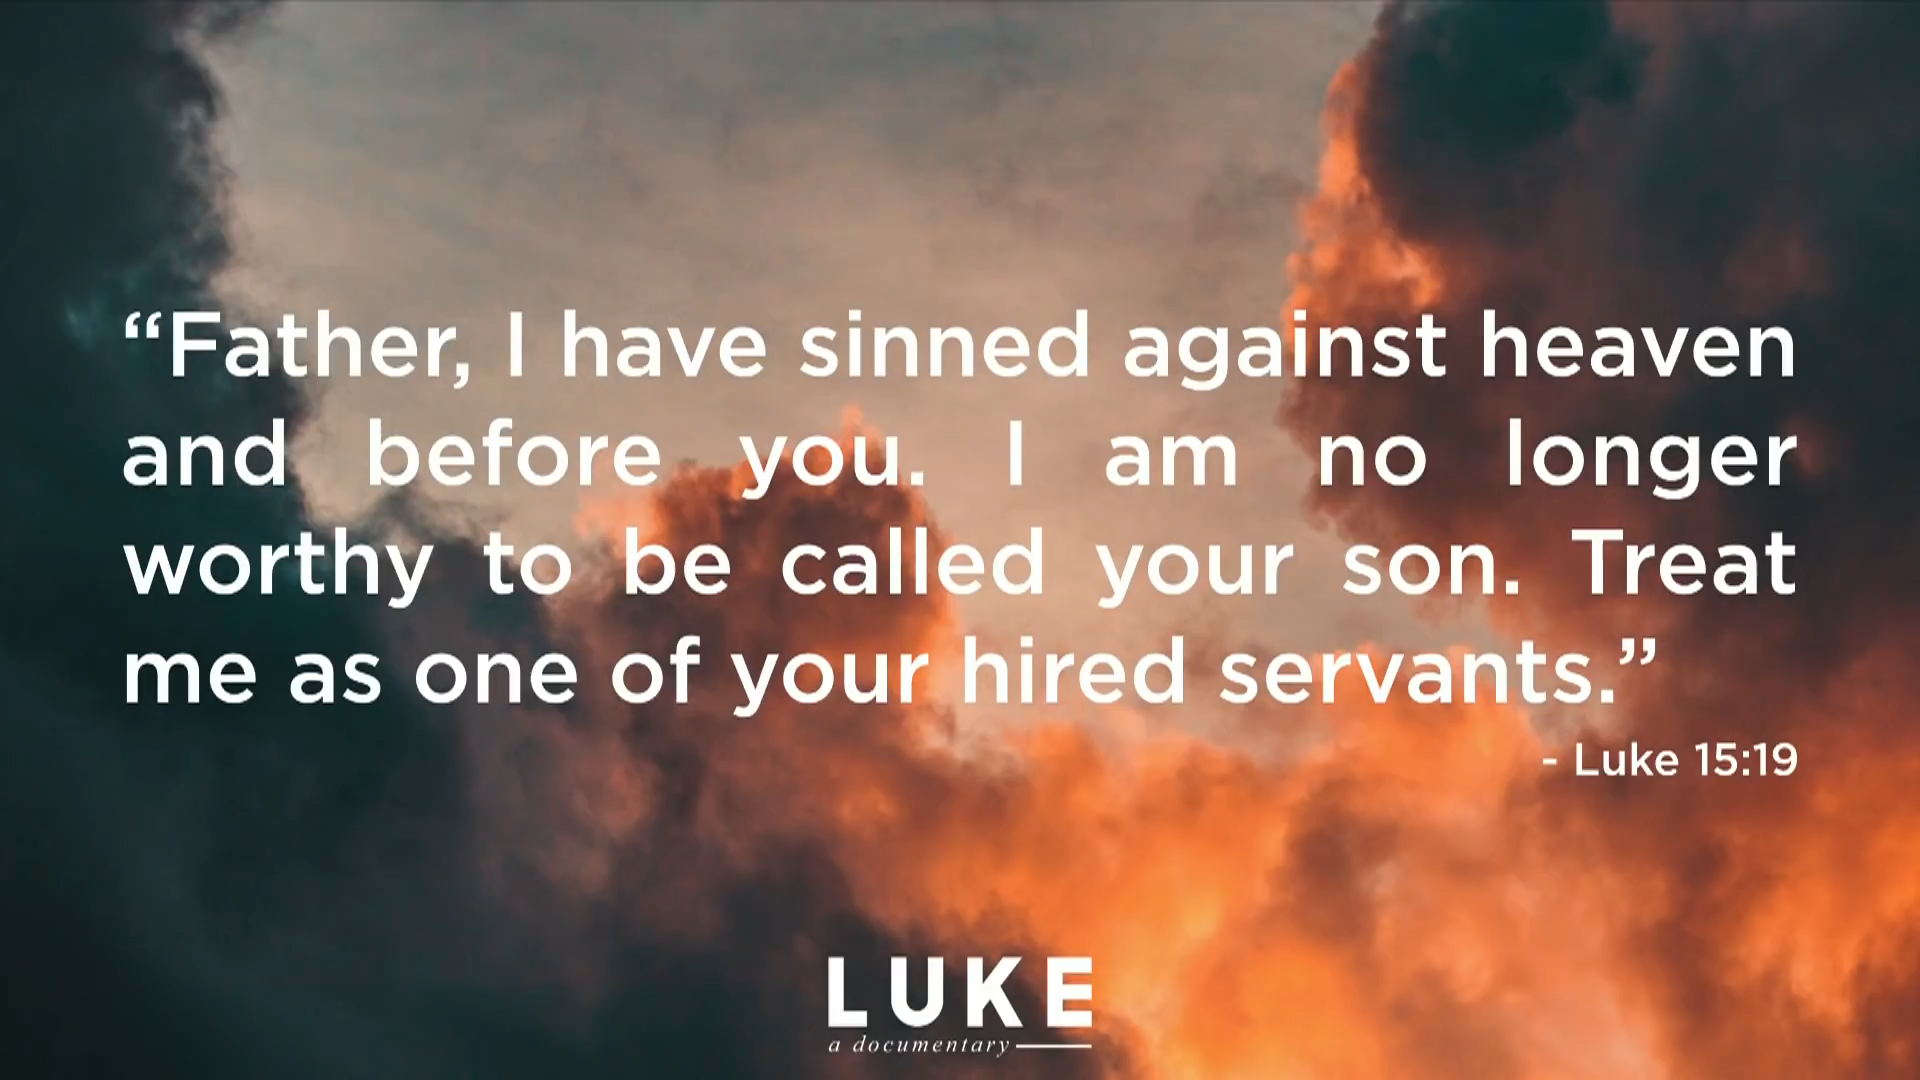 “Father, I have sinned against heaven
and before you. I am no longer
worthy to be called your son. Treat
me as one of your hired servants.”
- Luke 15:19
LUKE
a documentary